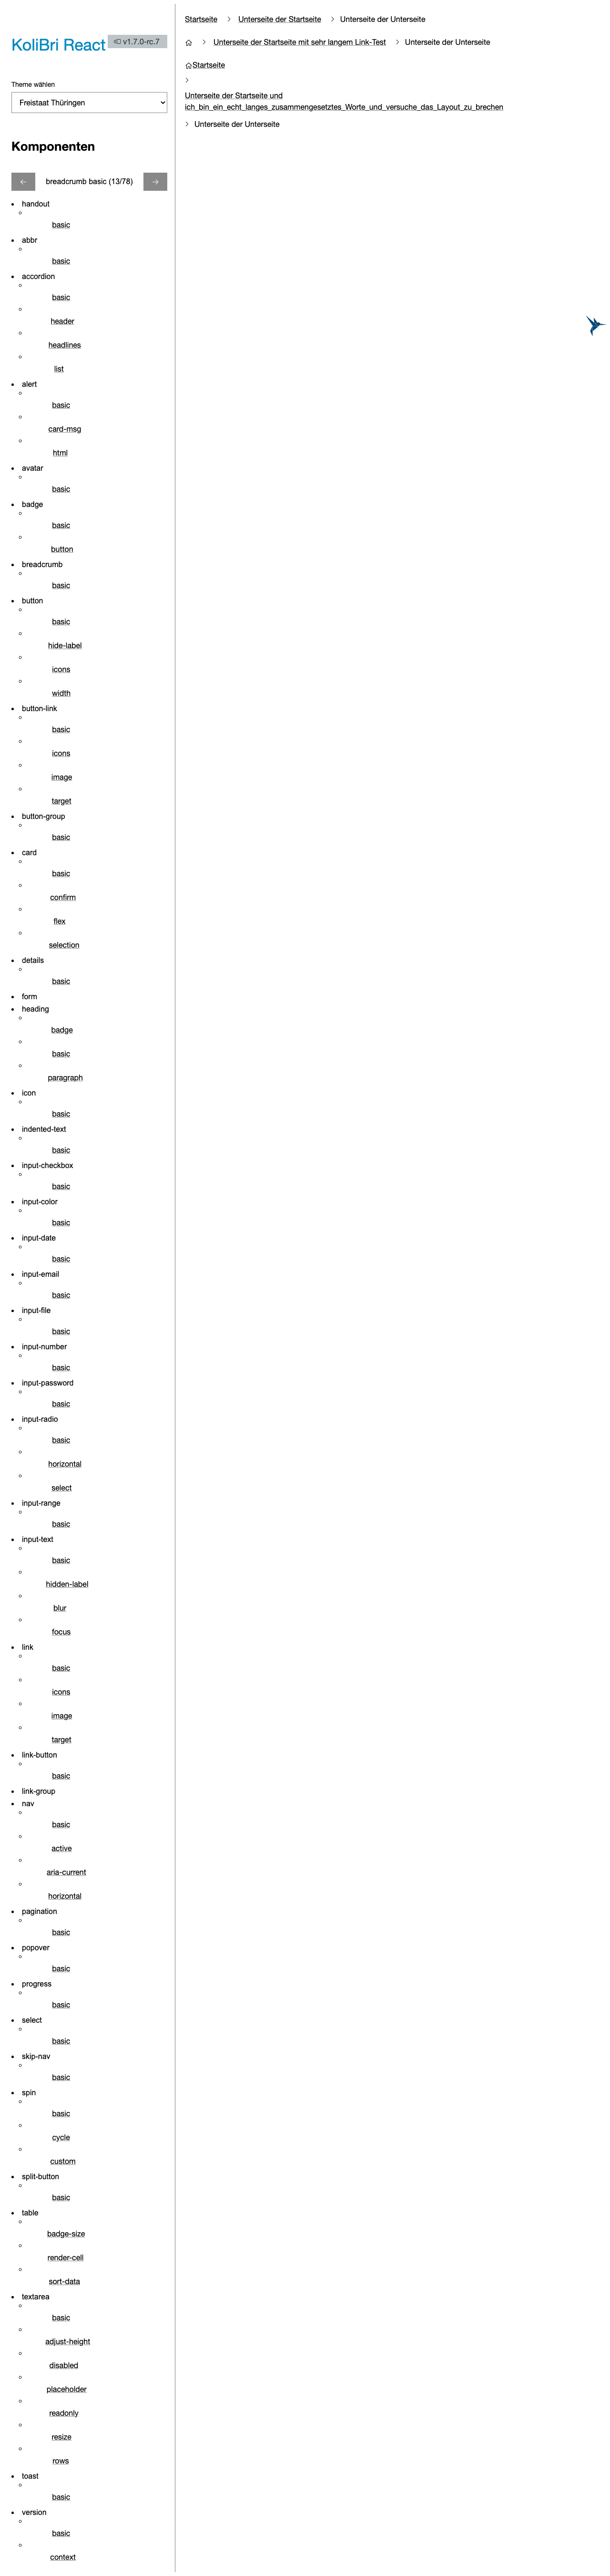 KoliBri React
v1.7.0-rc.7
Theme wählen
Freistaat Thüringen
Komponenten
breadcrumb basic (13/78)
handout
basic
abbr
basic
accordion
basic
header
headlines
list
alert
basic
card-msg
html
avatar
basic
badge
basic
button
breadcrumb
basic
button
basic
hide-label
icons
width
button-link
basic
icons
image
target
button-group
basic
card
basic
confirm
flex
selection
details
basic
form
heading
badge
basic
paragraph
icon
basic
indented-text
basic
input-checkbox
basic
input-color
basic
input-date
basic
input-email
basic
input-file
basic
input-number
basic
input-password
basic
input-radio
basic
horizontal
select
input-range
basic
input-text
basic
hidden-label
blur
focus
link
basic
icons
image
target
link-button
basic
link-group
nav
basic
active
aria-current
horizontal
pagination
basic
popover
basic
progress
basic
select
basic
skip-nav
basic
spin
basic
cycle
custom
split-button
basic
table
badge-size
render-cell
sort-data
textarea
basic
adjust-height
disabled
placeholder
readonly
resize
rows
toast
basic
version
basic
context
Startseite > Unterseite der Startseite > Unterseite der Unterseite
> Unterseite der Startseite mit sehr langem Link-Test > Unterseite der Unterseite
Startseite
>
Unterseite der Startseite und
ich_bin_ein_echt_langes_zusammengesetztes_Worte_und_versuche_das_Layout_zu_brechen
> Unterseite der Unterseite